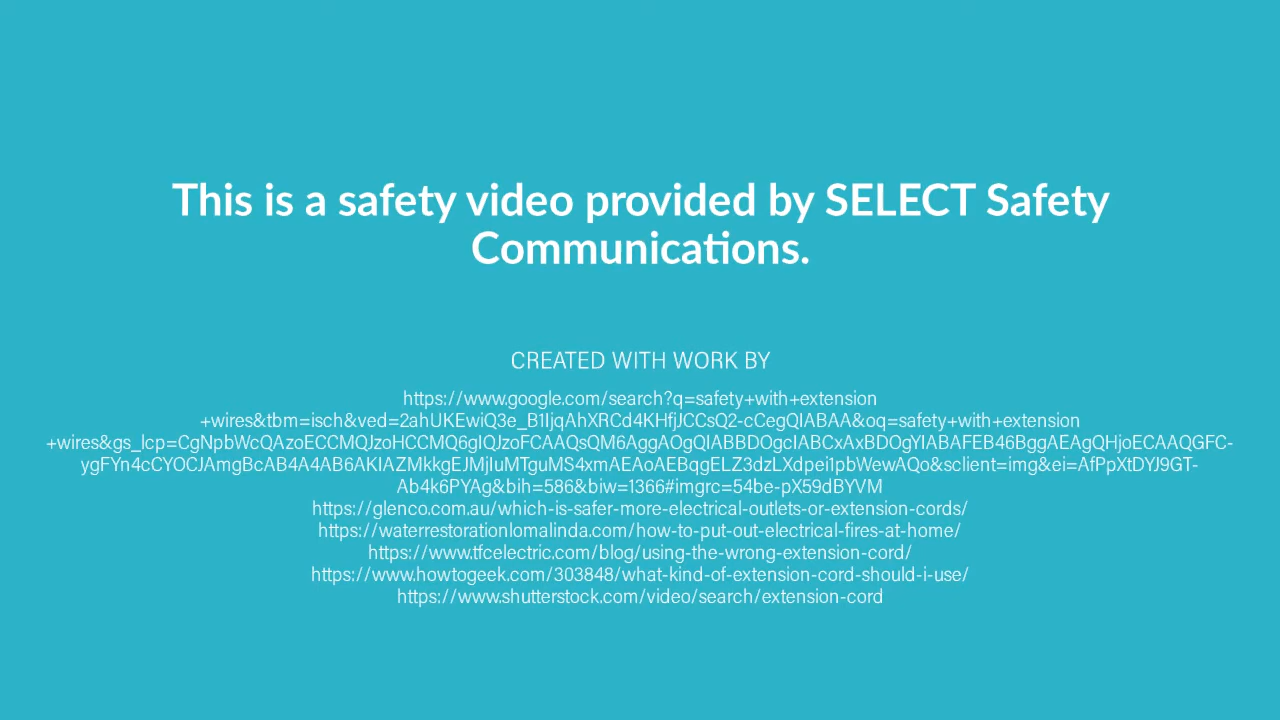 This is a safety video provided by SELECT Safety
Communications.
CREATED WITH WORK BY
https://www.google.com/search?q=safety+with+extension
+wires&tbm=isch&ved=2ahUKEwiQ3e_B1IjqAhXRCd4KHfjJCCsQ2-cCegQIABAA&oq=safety+with+extension
+wires&gs_lcp=CgNpbWcQAzoECCMQJzoHCCMQ6gIQJzoFCAAQsQM6AggAOgQIABBDOgcIABCxAxBDOgYIABAFEB46BggAEAgQHjoECAAQGFC-
ygFYn4cCYOCJAmgBcAB4A4AB6AKIAZMkkgEJMjIuMTguMS4xmAEAoAEBqgELZ3dzLXdpei1pbWewAQo&sclient=img&ei=AfPpXtDYJ9GT-
Ab4k6PYAg&bih=586&biw=1366#imgrc=54be-pX59dBYVM
https://glenco.com.au/which-is-safer-more-electrical-outlets-or-extension-cords/
https://waterrestorationlomalinda.com/how-to-put-out-electrical-fires-at-home/
https://www.tfcelectric.com/blog/using-the-wrong-extension-cord/
https://www.howtogeek.com/303848/what-kind-of-extension-cord-should-i-use/
https://www.shutterstock.com/video/search/extension-cord